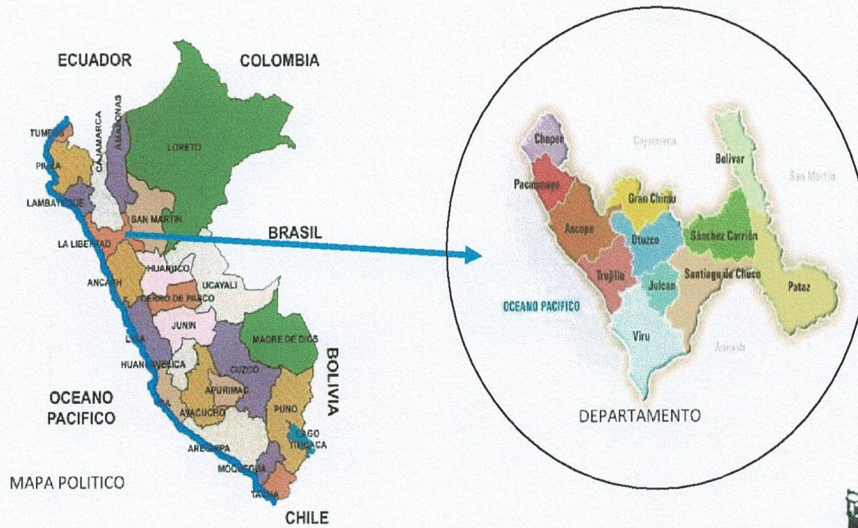 ECUADOR
COLOMBIA
TUMBES
PIURA
CAJAMARCA
AMAZONAS
LORETO
LAMBAYEQUE
SAN MARTIN
LA LIBERTAD
BRASIL
HUANUCO
ANCASH
UCAYALI
CERRO DE PASCO
JUNIN
LIMA
MADRE DE DIOS
HUANCAVELICA
CUZCO
BOLIVIA
OCEANO
PACIFICO
APURIMAC
AYACUCHO
PUNO
AREQUIPA
LAGO
TITICACA
MOQUEGUA
TACNA
MAPA POLITICO
CHILE
Chepen
Cajamarca
Bolivar
San Martin
Pacasmayo
Gran Chimu
Ascope
Otuzco
Sánchez Carrión
Trujillo
Julcan
Santiago de Chuco
Pataz
OCEANO PACIFICO
Viru
Ancash
DEPARTAMENTO